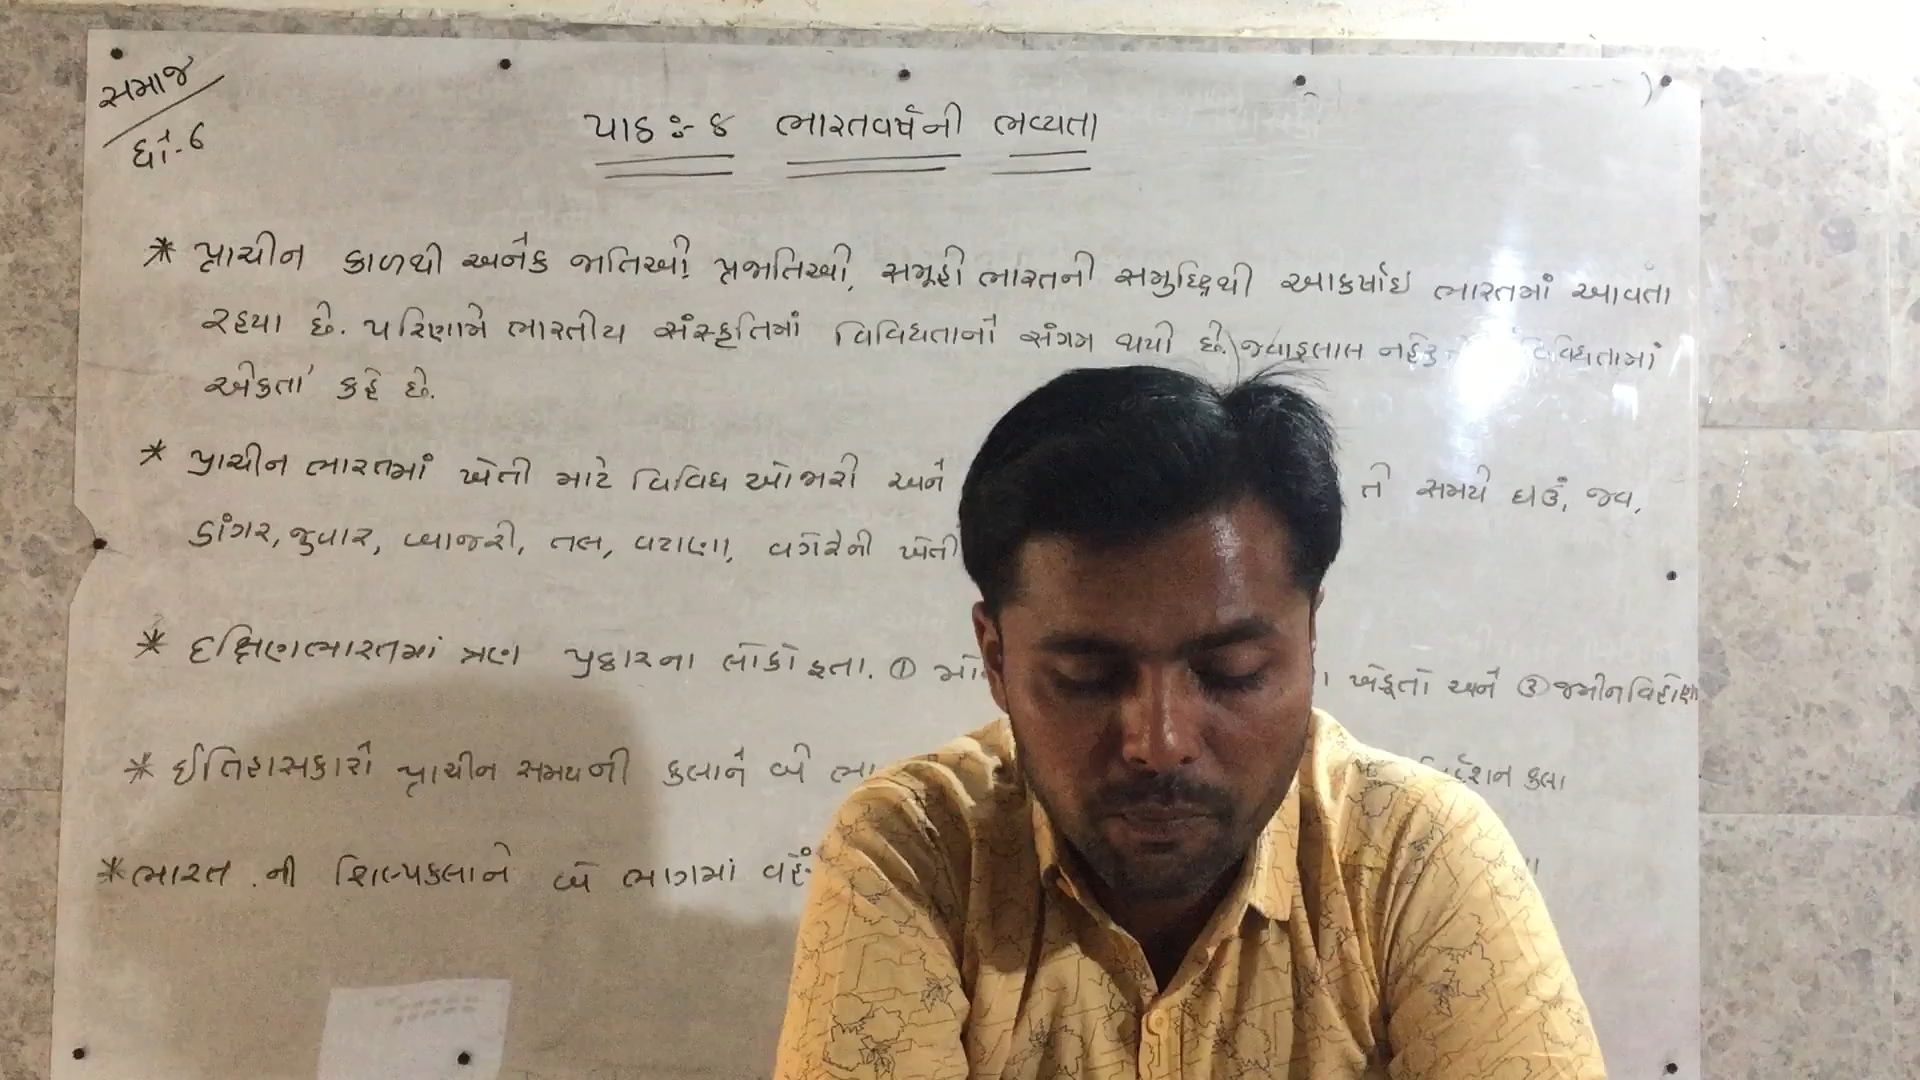 સમાજ
ધો-6
પાઠ :- ૪ ભારતવર્ષની ભવ્યતા
* પ્રાચીન કાળથી અનેક જાતિઓ, પ્રજાતિઓ, સમૂહો ભારતની સમૃધ્ધિથી આકર્ષાઇ ભારતમાં આવતા
રહ્યા છે. પરિણામે ભારતીય સંસ્કૃતિમાં વિવિધતાનો સંગમ થયો છે. જવાહલાલ નહેરુ વિવિધતામાં
એકતા' કહે છે.
* પ્રાચીન ભારતમાં ખેતી માટે વિવિધ ઓજારો અને તે સમયે ઘઉં, જવ,
ડાંગર, જુવાર, બાજરી, તલ, વટાણા, વગેરેની ખેતી
* દક્ષિણભારતમાં ત્રણ પ્રકારના લોકો હતા. ① ખેડૂતો અને ③ જમીનવિહોણા
* ઈતિહાસકારો પ્રાચીન સમયની કલાને બે કલા
* ભારત ની શિલ્પકલાને બે ભાગમાં